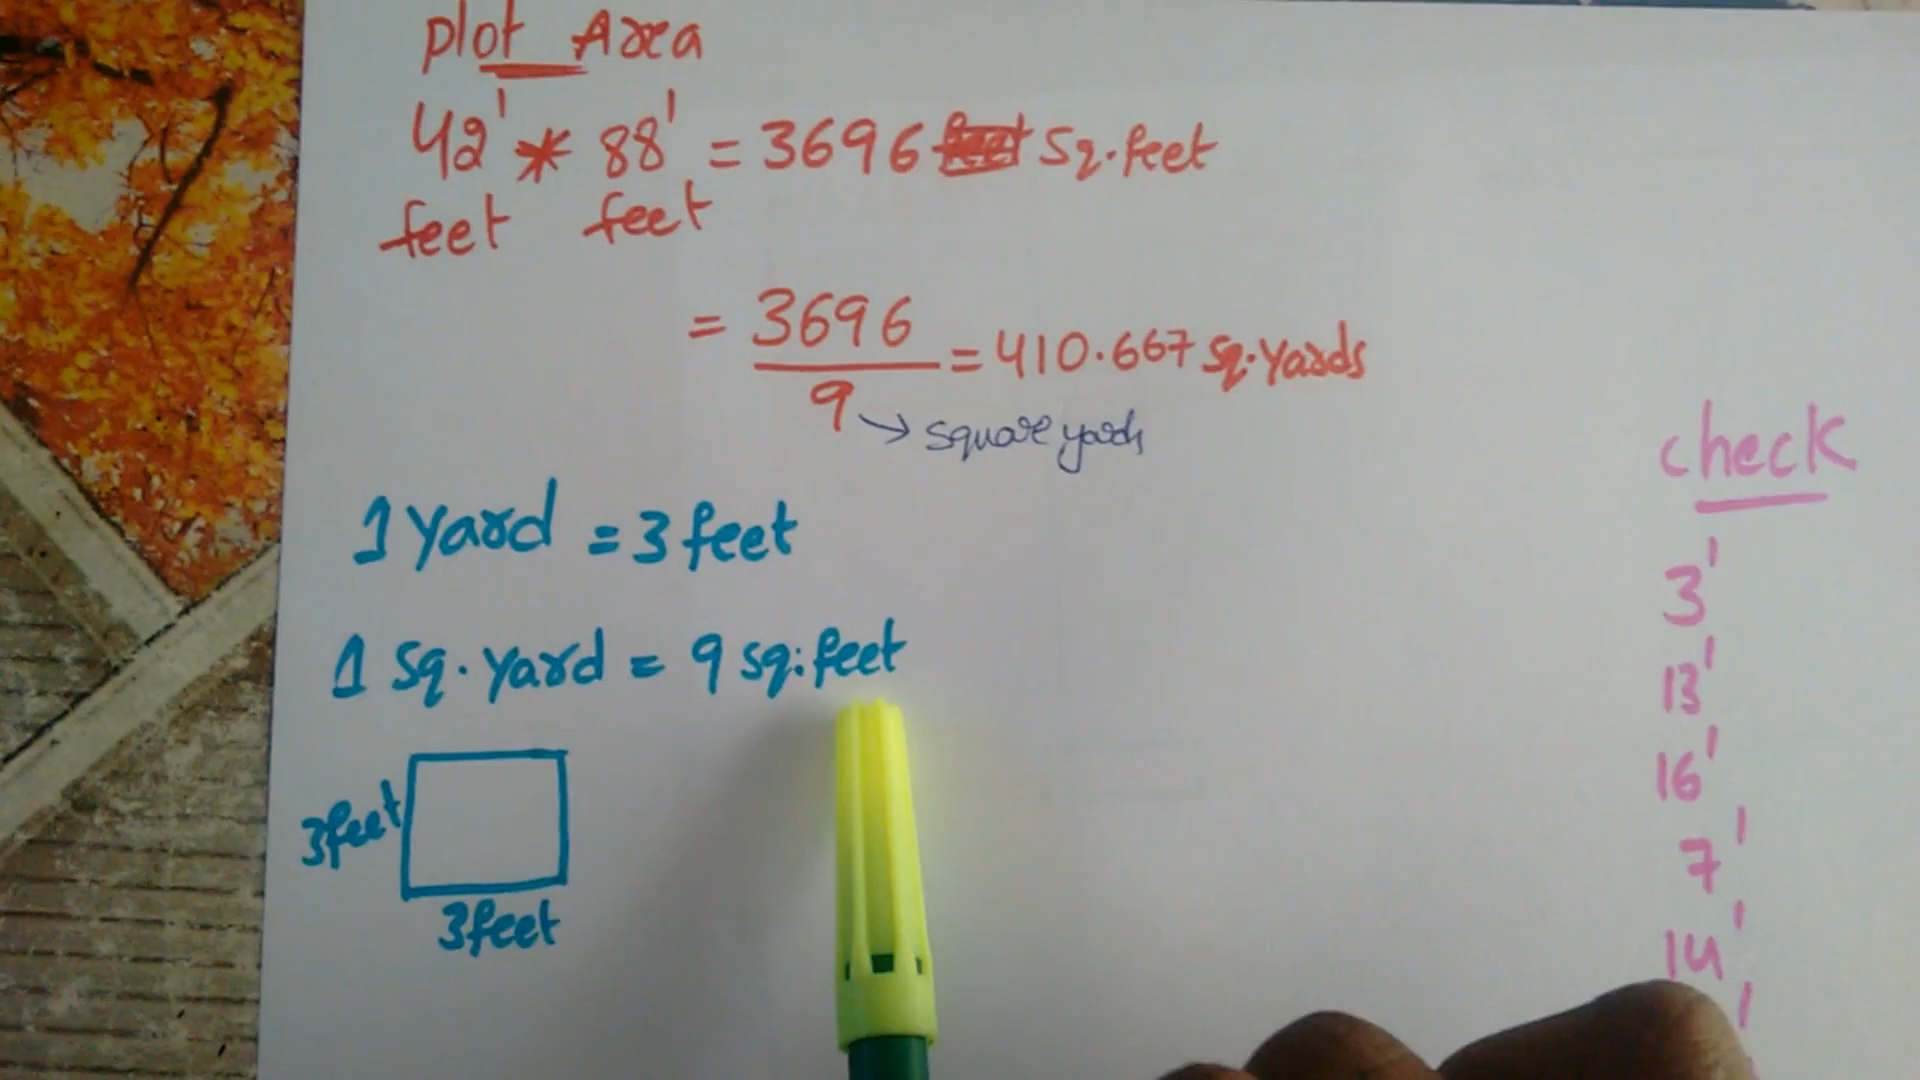 plot Area
42' * 88' = 3696 Sq.feet
feet feet
= 3696/9 = 410.667 Sq.yards
→ Square yards
1 yard = 3 feet
1 Sq.yard = 9 Sq.feet
3feet
3feet
check
3'
13'
16'
7'
14'